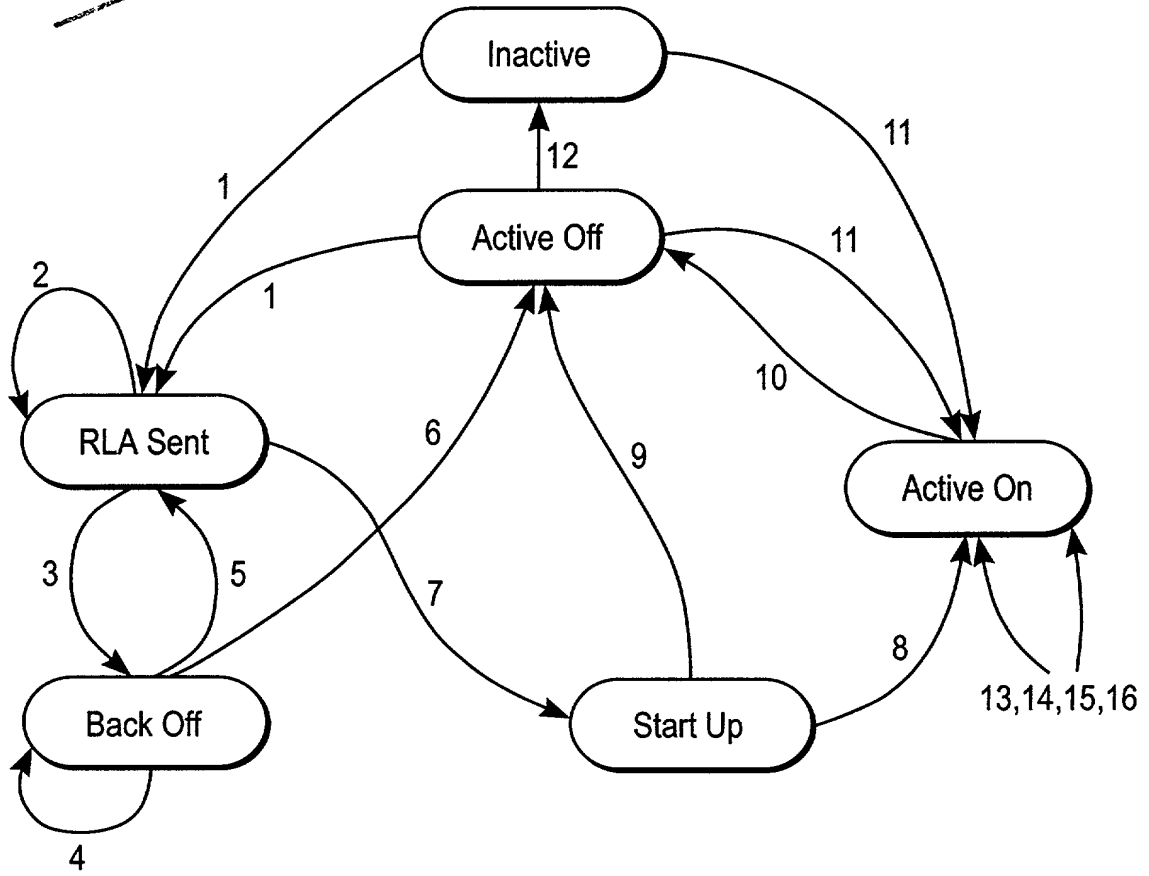 Inactive
11
12
1
Active Off
11
2
1
10
RLA Sent
6
9
Active On
3
5
7
8
13,14,15,16
Back Off
Start Up
4